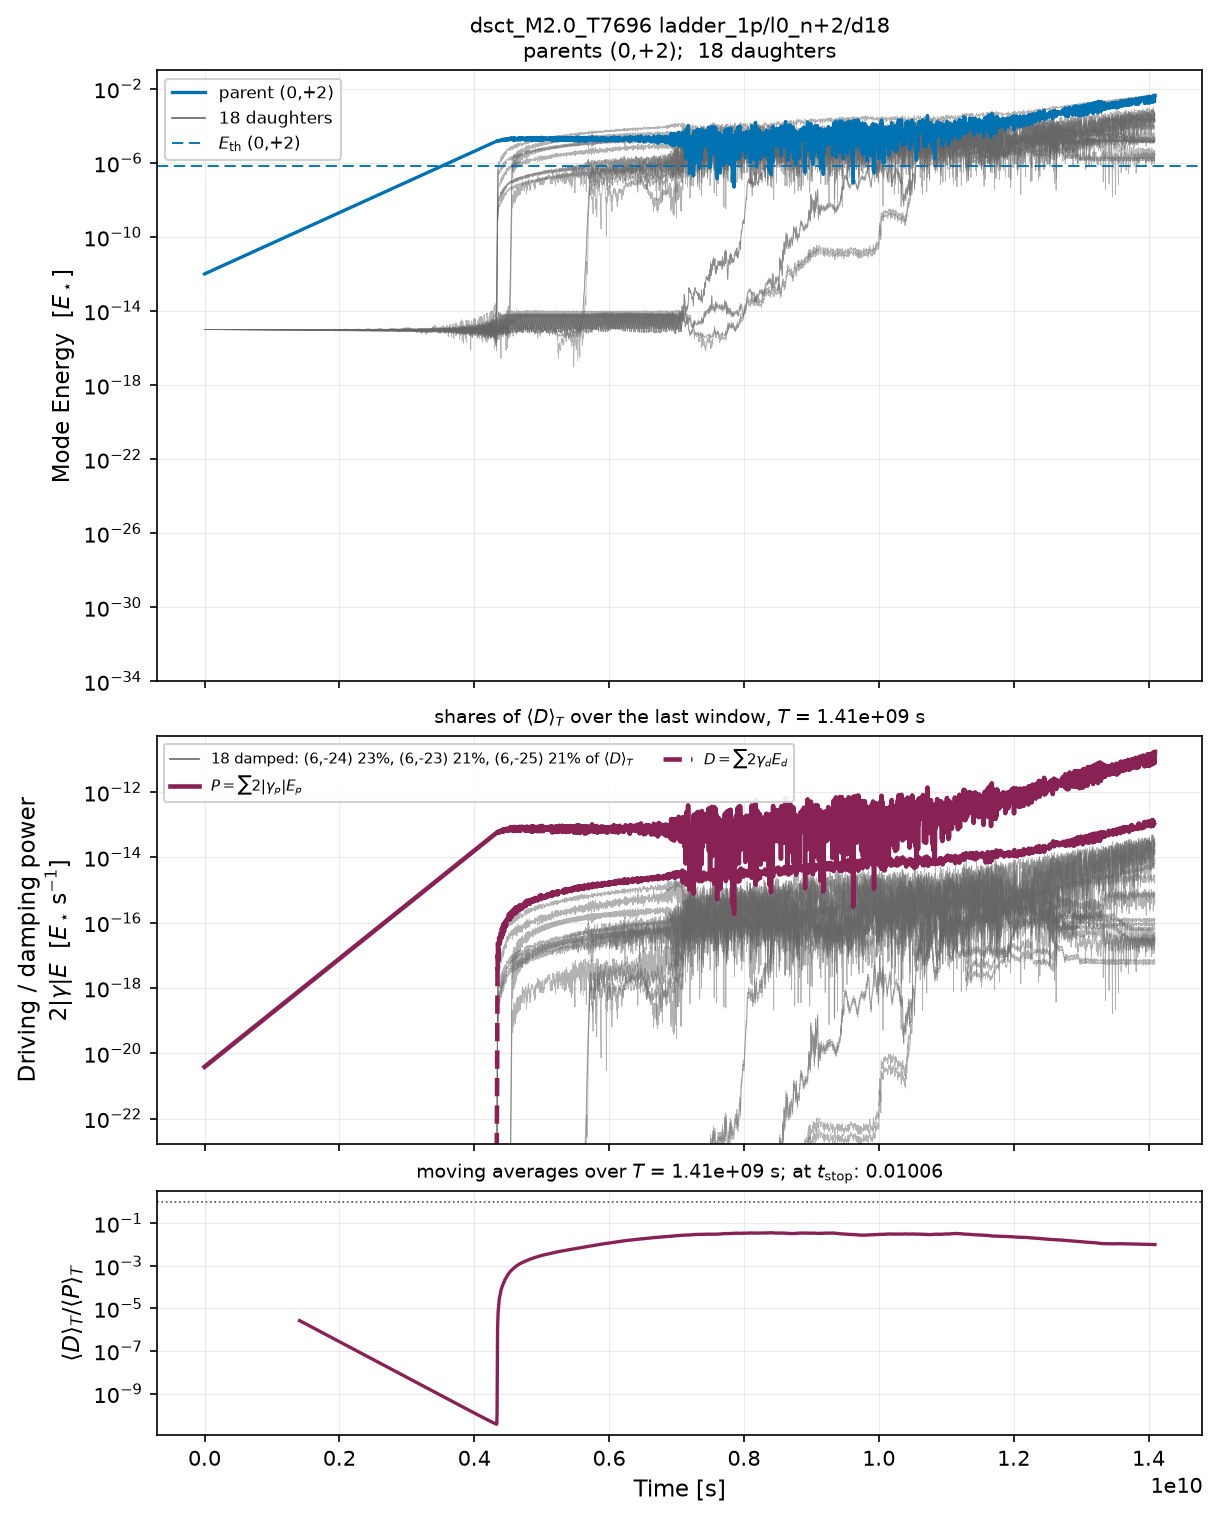 dsct_M2.0_T7696 ladder_1p/l0_n+2/d18
parents (0,+2);  18 daughters
parent (0,+2)
18 daughters
E_th (0,+2)
Mode Energy [E⋆]
10⁻²
10⁻⁶
10⁻¹⁰
10⁻¹⁴
10⁻¹⁸
10⁻²²
10⁻²⁶
10⁻³⁰
10⁻³⁴
shares of ⟨D⟩_T over the last window, T = 1.41e+09 s
18 damped: (6,-24) 23%, (6,-23) 21%, (6,-25) 21% of ⟨D⟩_T
P = ∑2|γ_p|E_p
D = ∑2γ_d E_d
Driving / damping power
2|γ|E [E⋆ s⁻¹]
10⁻¹²
10⁻¹⁴
10⁻¹⁶
10⁻¹⁸
10⁻²⁰
10⁻²²
moving averages over T = 1.41e+09 s; at t_stop: 0.01006
⟨D⟩_T/⟨P⟩_T
10⁻¹
10⁻³
10⁻⁵
10⁻⁷
10⁻⁹
0.0 0.2 0.4 0.6 0.8 1.0 1.2 1.4
Time [s]
1e10